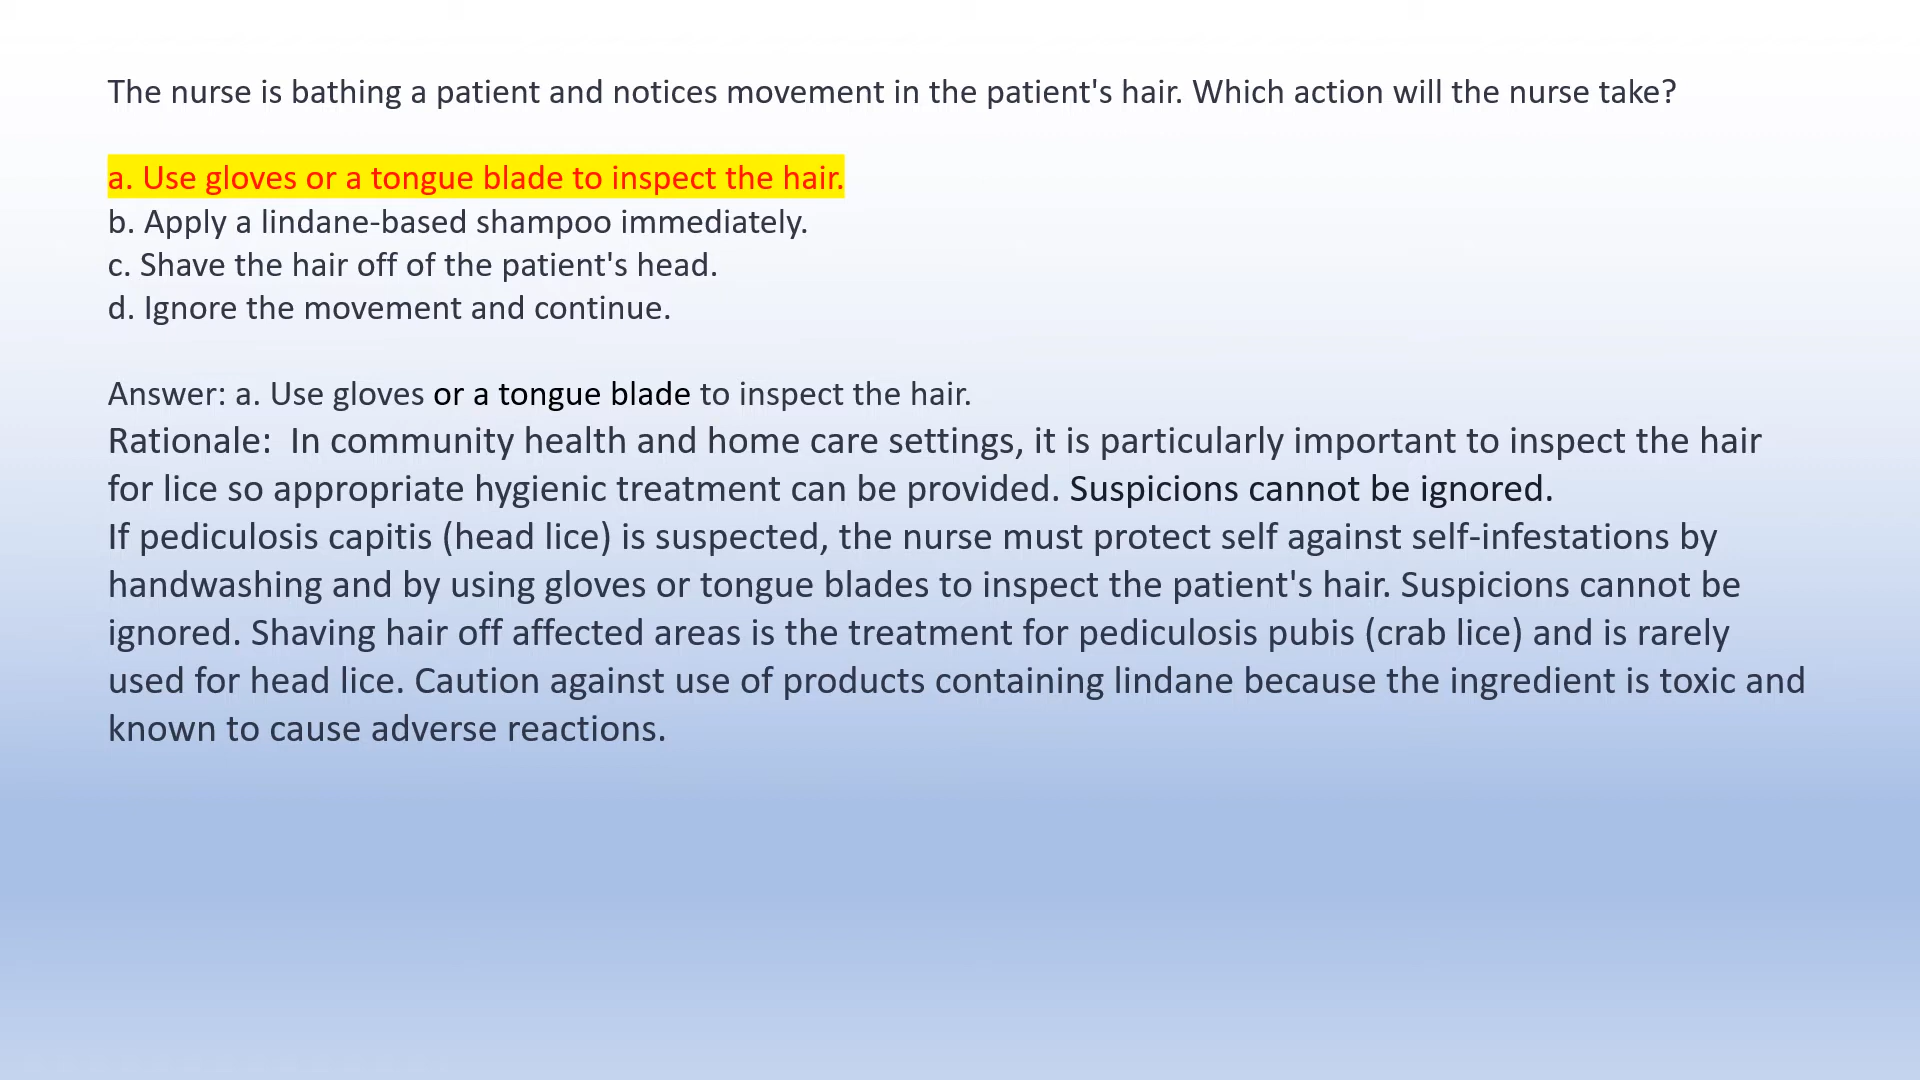 The nurse is bathing a patient and notices movement in the patient's hair. Which action will the nurse take?
a. Use gloves or a tongue blade to inspect the hair.
b. Apply a lindane-based shampoo immediately.
c. Shave the hair off of the patient's head.
d. Ignore the movement and continue.
Answer: a. Use gloves or a tongue blade to inspect the hair.
Rationale:  In community health and home care settings, it is particularly important to inspect the hair
for lice so appropriate hygienic treatment can be provided. Suspicions cannot be ignored.
If pediculosis capitis (head lice) is suspected, the nurse must protect self against self-infestations by
handwashing and by using gloves or tongue blades to inspect the patient's hair. Suspicions cannot be
ignored. Shaving hair off affected areas is the treatment for pediculosis pubis (crab lice) and is rarely
used for head lice. Caution against use of products containing lindane because the ingredient is toxic and
known to cause adverse reactions.